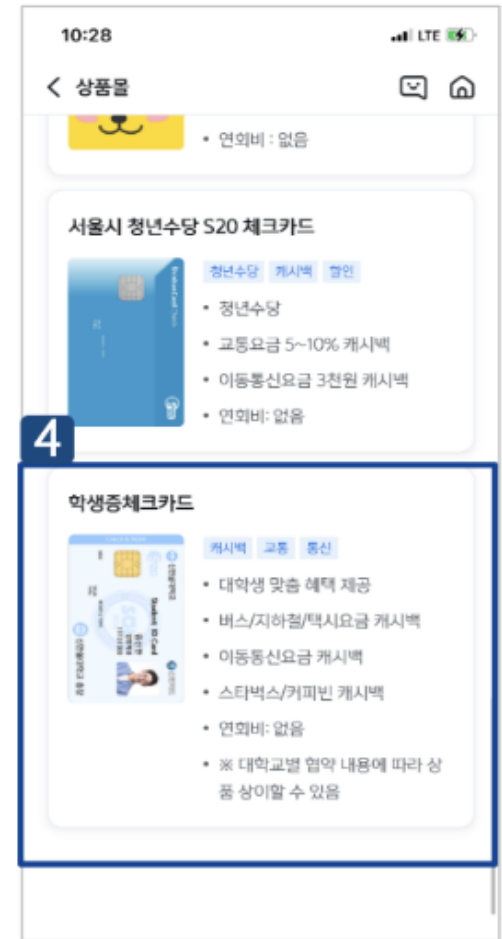 10:28
LTE
상품몰
• 연회비 : 없음
서울시 청년수당 S20 체크카드
청년수당 캐시백 할인
• 청년수당
• 교통요금 5~10% 캐시백
• 이동통신요금 3천원 캐시백
• 연회비: 없음
4
학생증체크카드
캐시백 교통 통신
• 대학생 맞춤 혜택 제공
• 버스/지하철/택시요금 캐시백
• 이동통신요금 캐시백
• 스타벅스/커피빈 캐시백
• 연회비: 없음
• ※ 대학교별 협약 내용에 따라 상
품 상이할 수 있음
Student ID Card